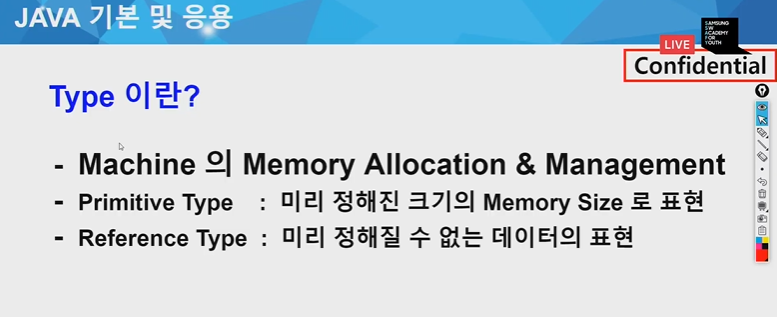 JAVA 기본 및 응용
SAMSUNG
SW
ACADEMY
FOR
YOUTH
LIVE
Confidential
Type 이란?
- Machine 의 Memory Allocation & Management
- Primitive Type : 미리 정해진 크기의 Memory Size 로 표현
- Reference Type : 미리 정해질 수 없는 데이터의 표현